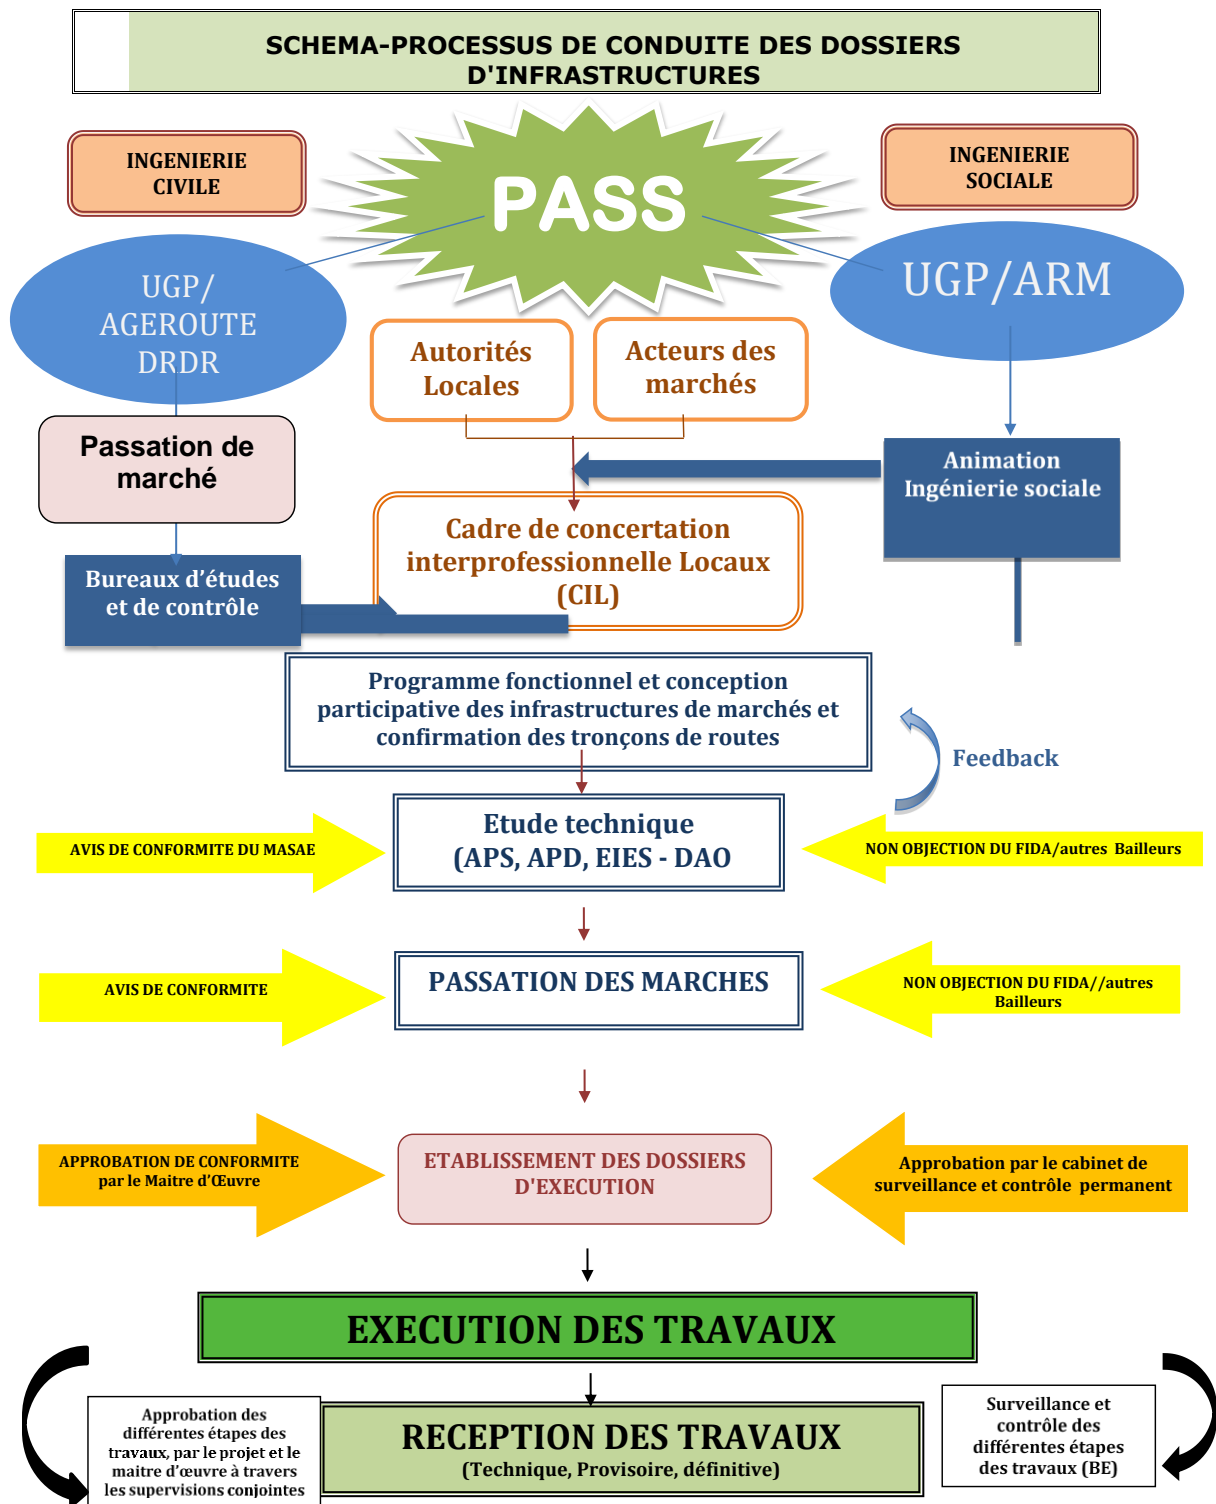 SCHEMA-PROCESSUS DE CONDUITE DES DOSSIERS
D'INFRASTRUCTURES
INGENIERIE
CIVILE
PASS
INGENIERIE
SOCIALE
UGP/
AGEROUTE
DRDR
UGP/ARM
Autorités
Locales
Acteurs des
marchés
Passation de
marché
Animation
Ingénierie sociale
Cadre de concertation
interprofessionnelle Locaux
(CIL)
Bureaux d'études
et de contrôle
Programme fonctionnel et conception
participative des infrastructures de marchés et
confirmation des tronçons de routes
Feedback
Etude technique
(APS, APD, EIES - DAO
AVIS DE CONFORMITE DU MASAE
NON OBJECTION DU FIDA/autres Bailleurs
PASSATION DES MARCHES
AVIS DE CONFORMITE
NON OBJECTION DU FIDA//autres
Bailleurs
APPROBATION DE CONFORMITE
par le Maitre d'Œuvre
ETABLISSEMENT DES DOSSIERS
D'EXECUTION
Approbation par le cabinet de
surveillance et contrôle permanent
EXECUTION DES TRAVAUX
Approbation des
différentes étapes des
travaux, par le projet et le
maitre d'œuvre à travers
les supervisions conjointes
RECEPTION DES TRAVAUX
(Technique, Provisoire, définitive)
Surveillance et
contrôle des
différentes étapes
des travaux (BE)